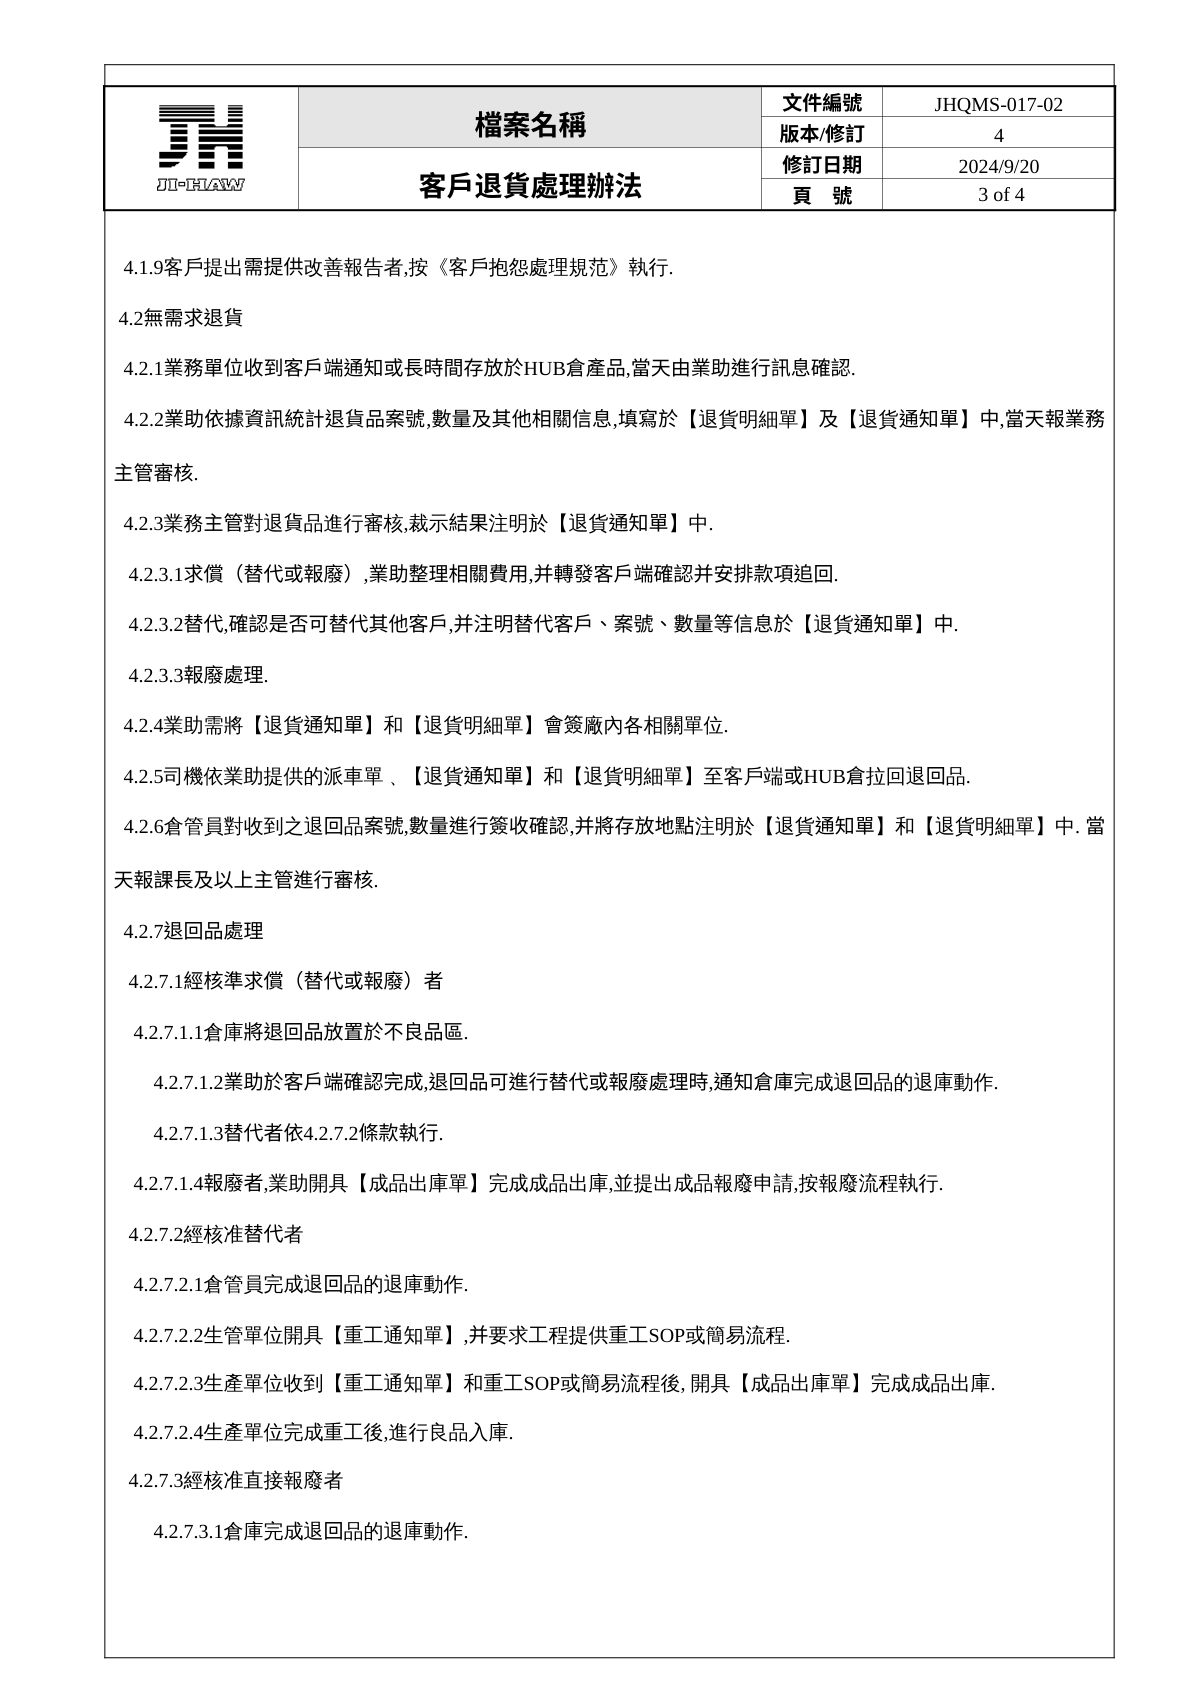 JH
JI-HAW
檔案名稱
客戶退貨處理辦法
文件編號 JHQMS-017-02
版本/修訂 4
修訂日期 2024/9/20
頁 號 3 of 4
4.1.9客戶提出需提供改善報告者,按《客戶抱怨處理規范》執行.
4.2無需求退貨
4.2.1業務單位收到客戶端通知或長時間存放於HUB倉產品,當天由業助進行訊息確認.
4.2.2業助依據資訊統計退貨品案號,數量及其他相關信息,填寫於【退貨明細單】及【退貨通知單】中,當天報業務
主管審核.
4.2.3業務主管對退貨品進行審核,裁示結果注明於【退貨通知單】中.
4.2.3.1求償（替代或報廢）,業助整理相關費用,并轉發客戶端確認并安排款項追回.
4.2.3.2替代,確認是否可替代其他客戶,并注明替代客戶、案號、數量等信息於【退貨通知單】中.
4.2.3.3報廢處理.
4.2.4業助需將【退貨通知單】和【退貨明細單】會簽廠內各相關單位.
4.2.5司機依業助提供的派車單 、【退貨通知單】和【退貨明細單】至客戶端或HUB倉拉回退回品.
4.2.6倉管員對收到之退回品案號,數量進行簽收確認,并將存放地點注明於【退貨通知單】和【退貨明細單】中. 當
天報課長及以上主管進行審核.
4.2.7退回品處理
4.2.7.1經核準求償（替代或報廢）者
4.2.7.1.1倉庫將退回品放置於不良品區.
4.2.7.1.2業助於客戶端確認完成,退回品可進行替代或報廢處理時,通知倉庫完成退回品的退庫動作.
4.2.7.1.3替代者依4.2.7.2條款執行.
4.2.7.1.4報廢者,業助開具【成品出庫單】完成成品出庫,並提出成品報廢申請,按報廢流程執行.
4.2.7.2經核准替代者
4.2.7.2.1倉管員完成退回品的退庫動作.
4.2.7.2.2生管單位開具【重工通知單】,并要求工程提供重工SOP或簡易流程.
4.2.7.2.3生產單位收到【重工通知單】和重工SOP或簡易流程後, 開具【成品出庫單】完成成品出庫.
4.2.7.2.4生產單位完成重工後,進行良品入庫.
4.2.7.3經核准直接報廢者
4.2.7.3.1倉庫完成退回品的退庫動作.